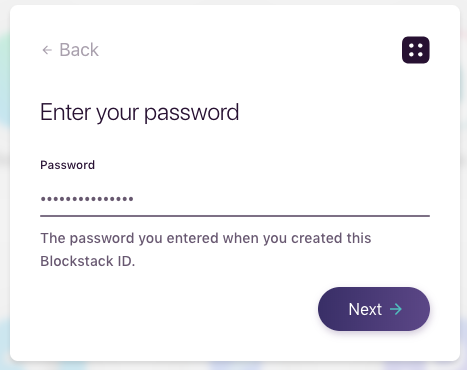 ← Back
Enter your password
Password
•••••••••••••••
The password you entered when you created this
Blockstack ID.
Next →